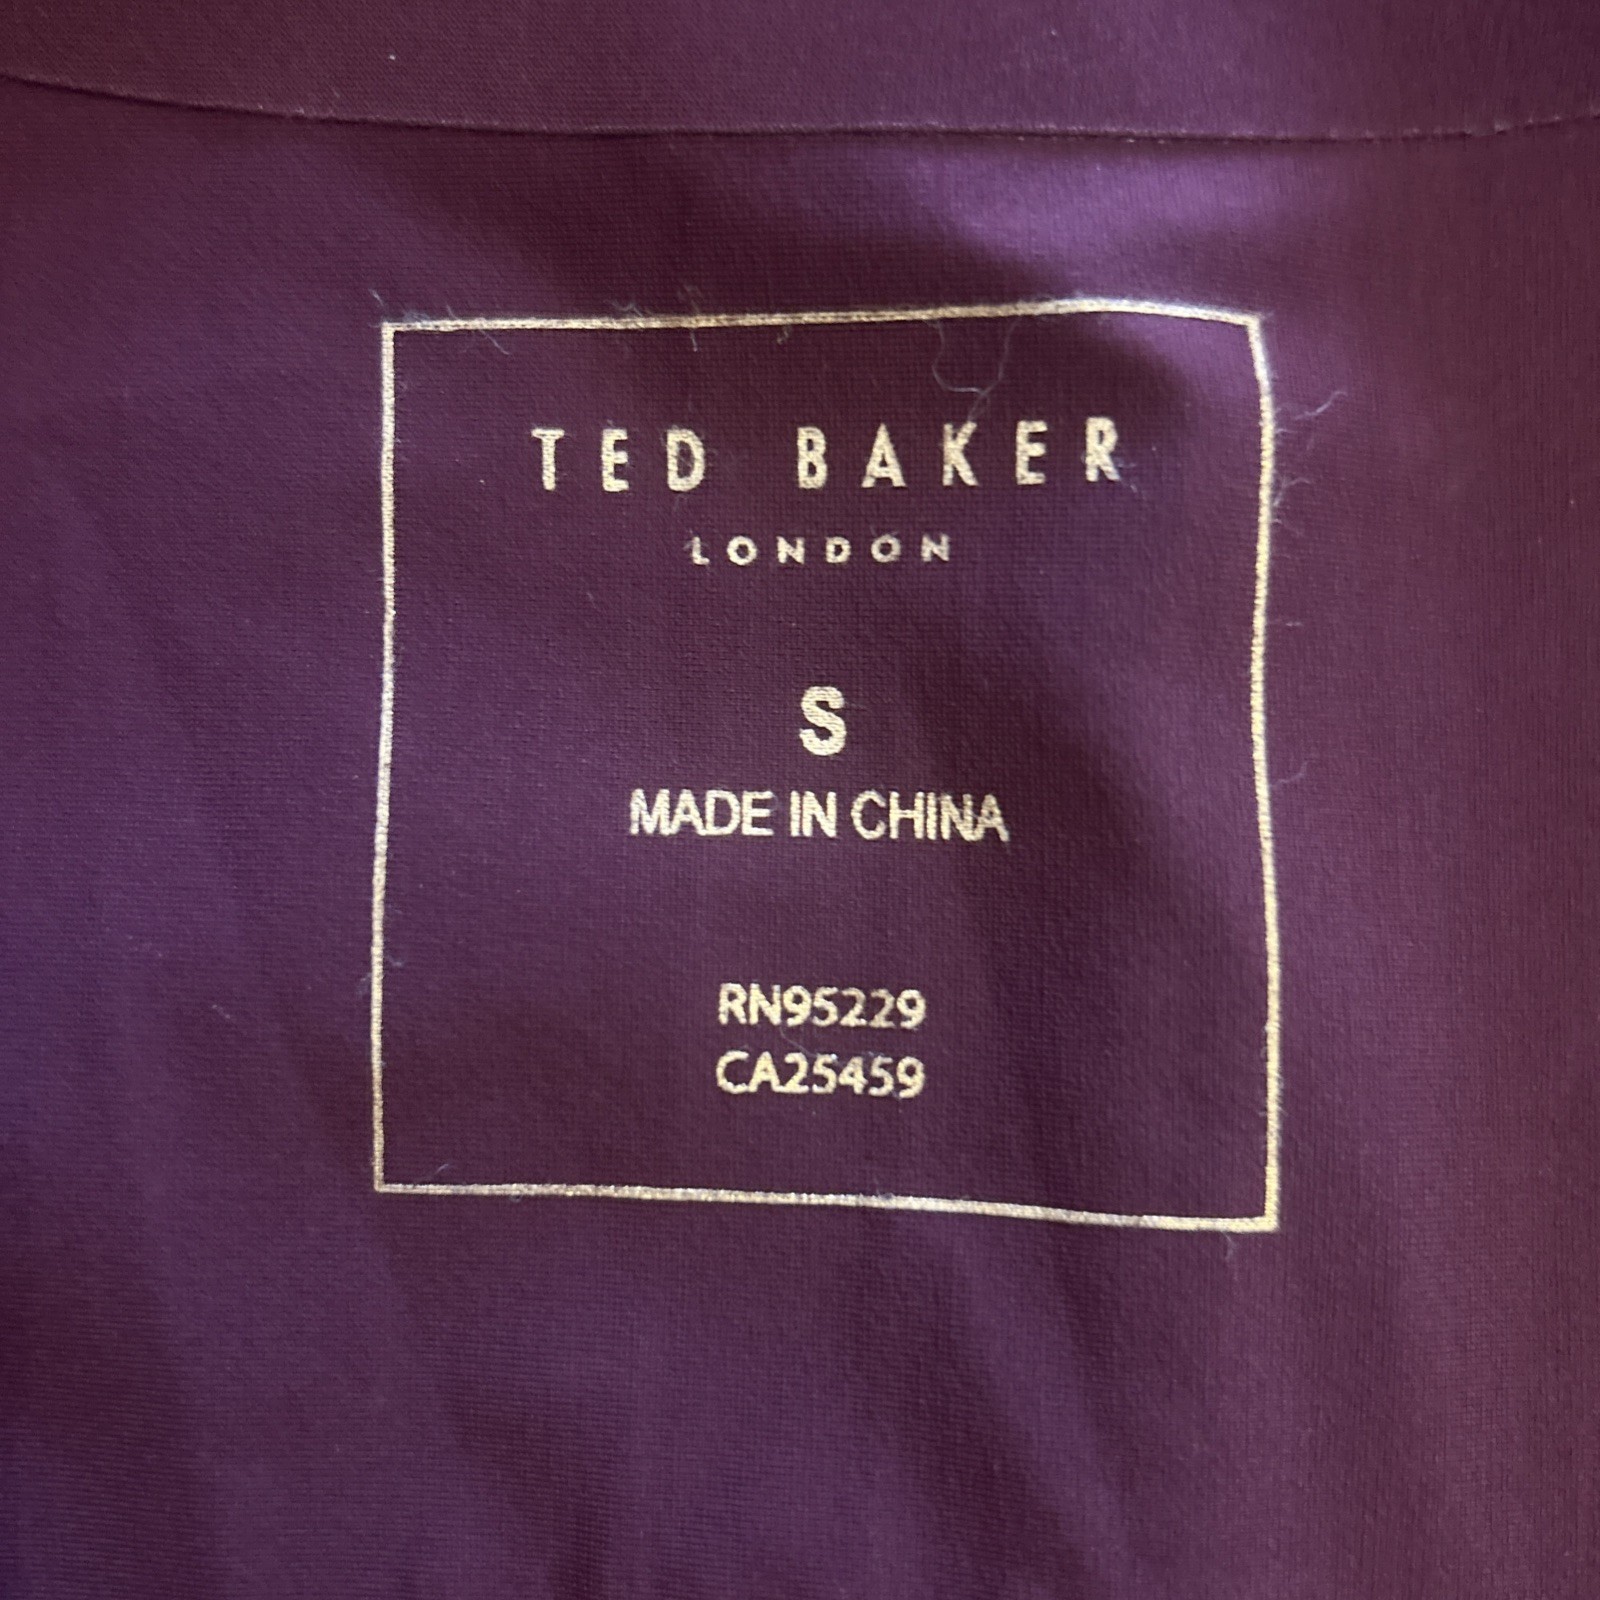 TED BAKER
LONDON
S
MADE IN CHINA
RN95229
CA25459